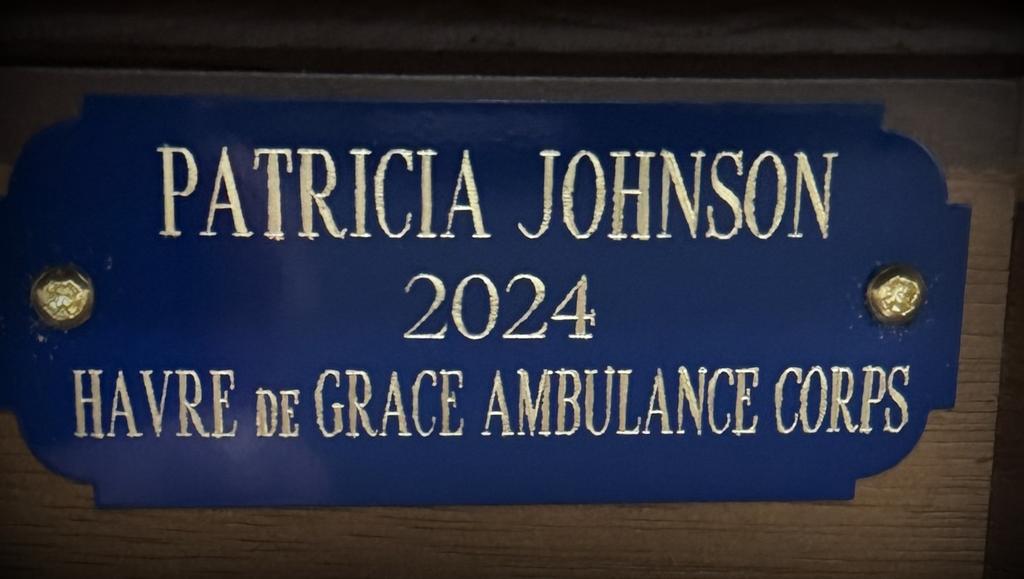 PATRICIA JOHNSON
2024
HAVRE DE GRACE AMBULANCE CORPS